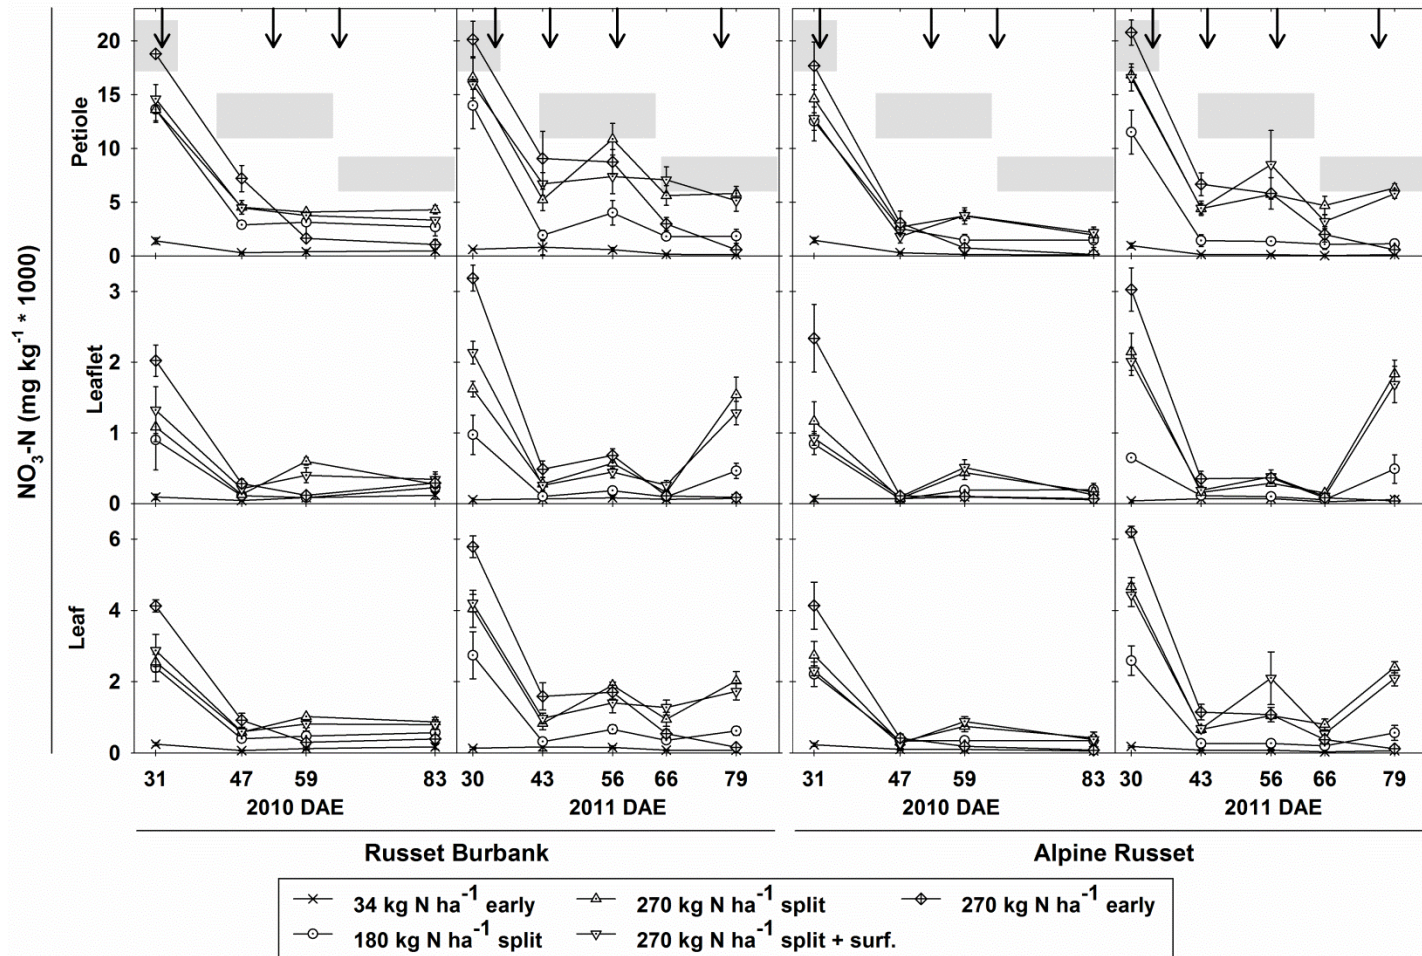 NO3-N (mg kg-1 * 1000)
Petiole
20
15
10
5
0
Leaflet
3
2
1
0
Leaf
6
4
2
0
31 47 59 83 30 43 56 66 79 31 47 59 83 30 43 56 66 79
2010 DAE 2011 DAE 2010 DAE 2011 DAE
Russet Burbank Alpine Russet
34 kg N ha-1 early 270 kg N ha-1 split 270 kg N ha-1 early
180 kg N ha-1 split 270 kg N ha-1 split + surf.